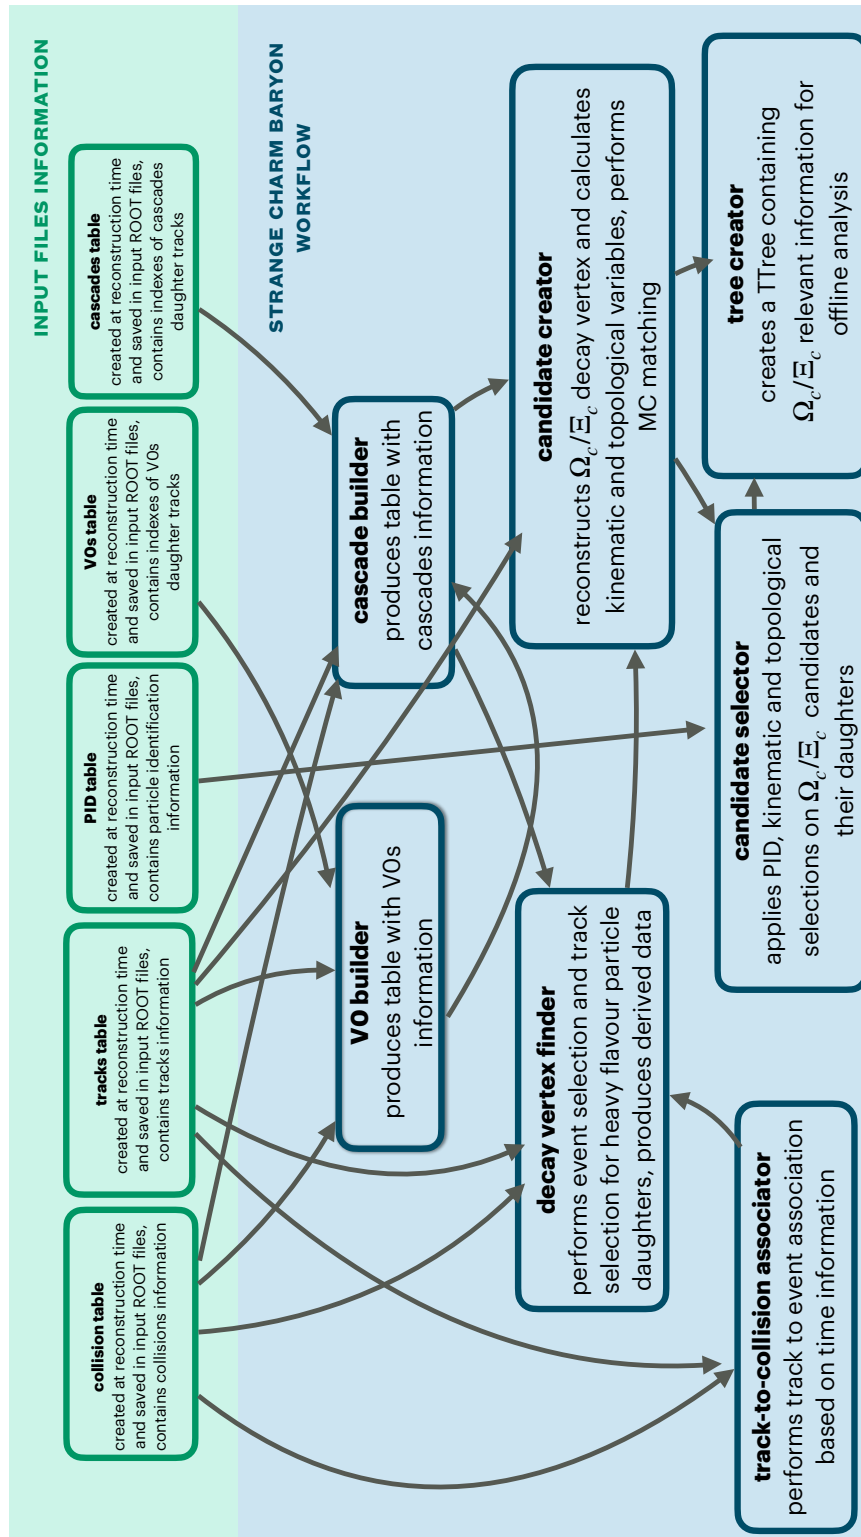 INPUT FILES INFORMATION
collision table
created at reconstruction time
and saved in input ROOT files,
contains collisions information
tracks table
created at reconstruction time
and saved in input ROOT files,
contains tracks information
PID table
created at reconstruction time
and saved in input ROOT files,
contains particle identification
information
V0s table
created at reconstruction time
and saved in input ROOT files,
contains indexes of V0s
daughter tracks
cascades table
created at reconstruction time
and saved in input ROOT files,
contains indexes of cascades
daughter tracks
STRANGE CHARM BARYON
WORKFLOW
V0 builder
produces table with V0s
information
cascade builder
produces table with
cascades information
decay vertex finder
performs event selection and track
selection for heavy flavour particle
daughters, produces derived data
candidate creator
reconstructs Ωc/Ξc decay vertex and calculates
kinematic and topological variables, performs
MC matching
track-to-collision associator
performs track to event association
based on time information
candidate selector
applies PID, kinematic and topological
selections on Ωc/Ξc candidates and
their daughters
tree creator
creates a TTree containing
Ωc/Ξc relevant information for
offline analysis